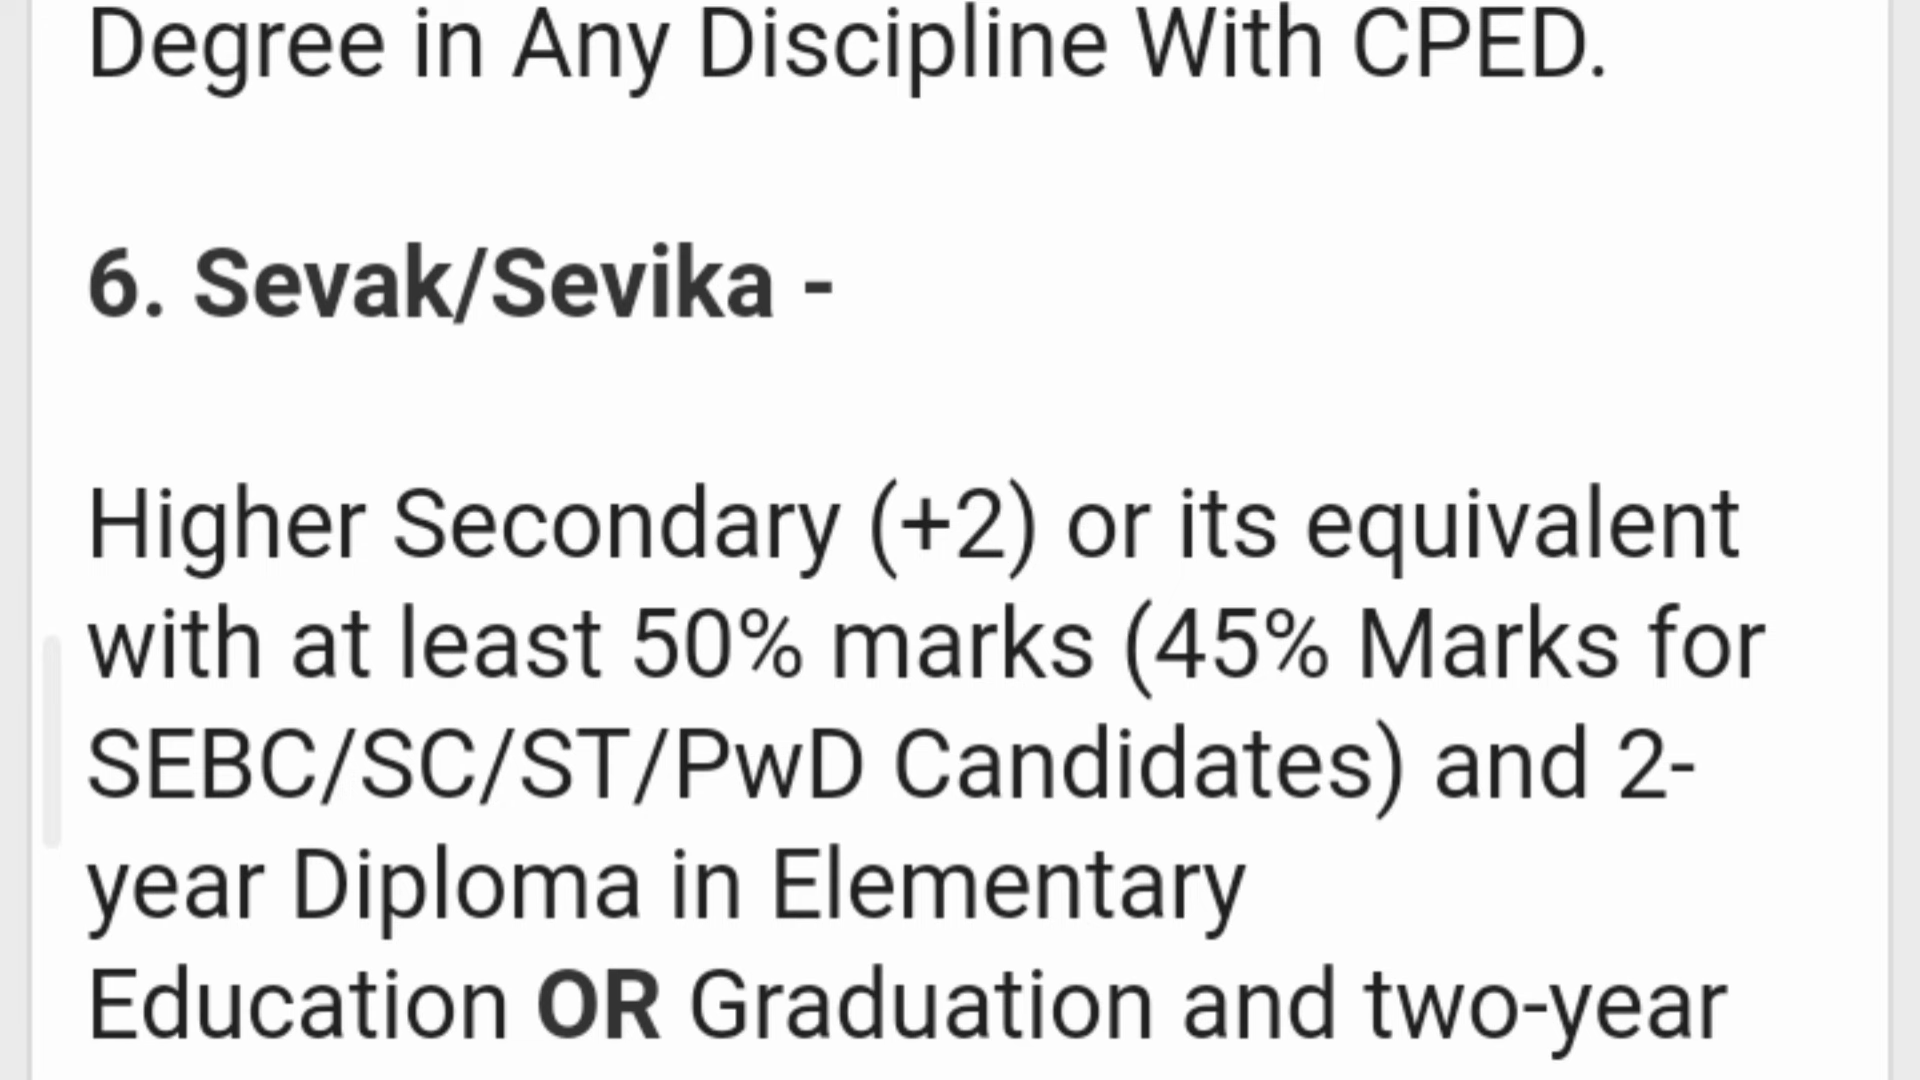 Degree in Any Discipline With CPED.
6. Sevak/Sevika -
Higher Secondary (+2) or its equivalent
with at least 50% marks (45% Marks for
SEBC/SC/ST/PwD Candidates) and 2-
year Diploma in Elementary
Education OR Graduation and two-year